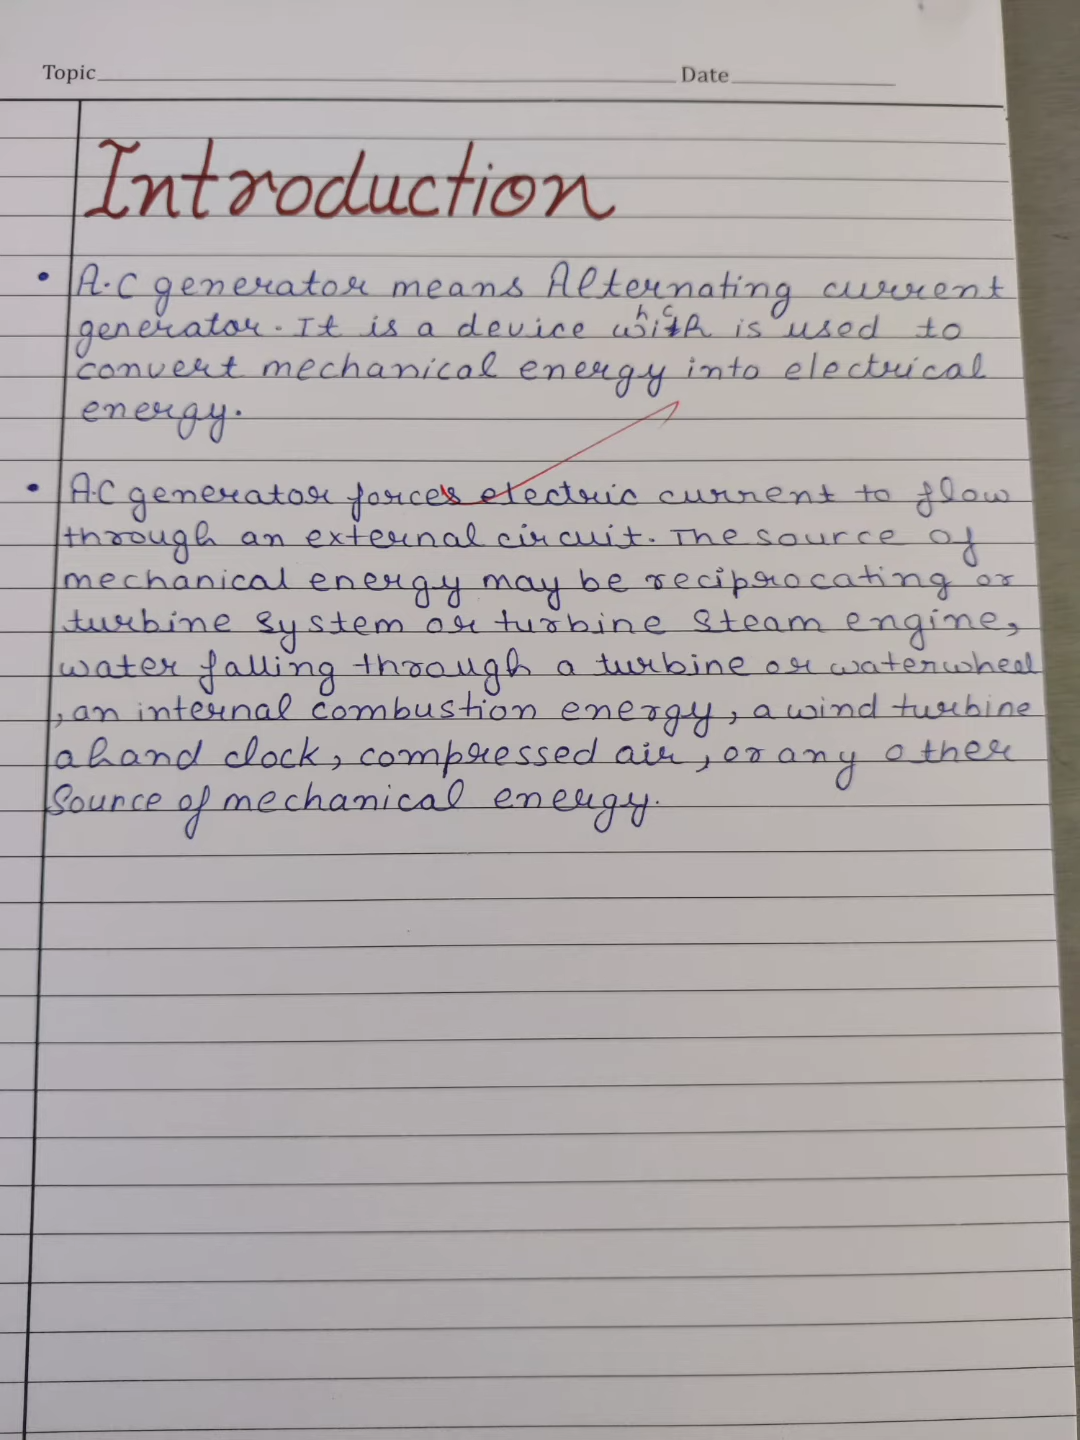 Topic Date
Introduction
• A.C generator means Alternating current
generator. It is a device which is used to
convert mechanical energy into electrical
energy.
• A.C generator forces electric current to flow
through an external circuit. The source of
mechanical energy may be reciprocating or
turbine system or turbine steam engine,
water falling through a turbine or waterwheel
, an internal combustion energy, a wind turbine
a hand clock, compressed air, or any other
Source of mechanical energy.